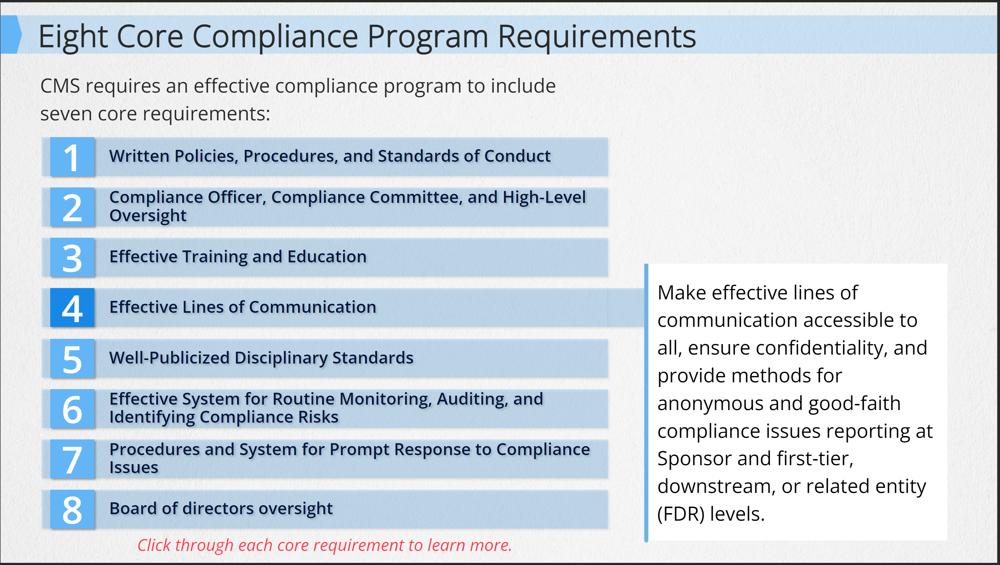 Eight Core Compliance Program Requirements
CMS requires an effective compliance program to include
seven core requirements:
1 Written Policies, Procedures, and Standards of Conduct
2 Compliance Officer, Compliance Committee, and High-Level
Oversight
3 Effective Training and Education
4 Effective Lines of Communication
5 Well-Publicized Disciplinary Standards
6 Effective System for Routine Monitoring, Auditing, and
Identifying Compliance Risks
7 Procedures and System for Prompt Response to Compliance
Issues
8 Board of directors oversight
Click through each core requirement to learn more.
Make effective lines of
communication accessible to
all, ensure confidentiality, and
provide methods for
anonymous and good-faith
compliance issues reporting at
Sponsor and first-tier,
downstream, or related entity
(FDR) levels.